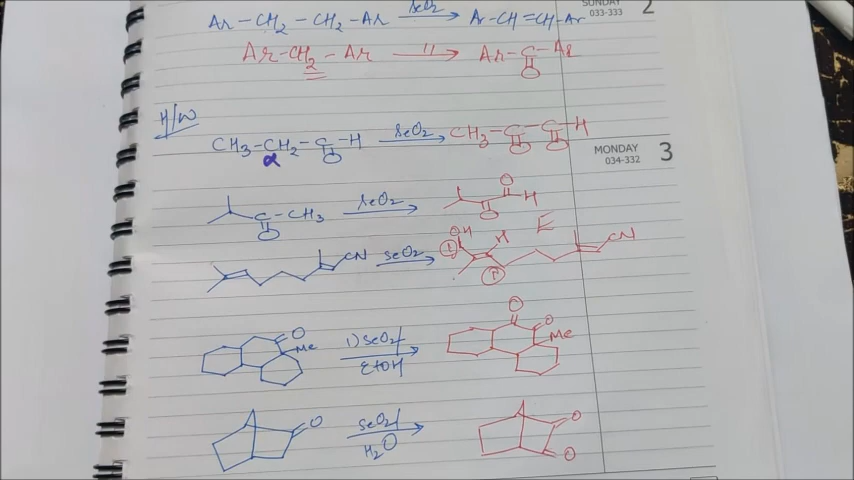 SUNDAY 2
033-333
Ar-CH2-CH2-Ar SeO2 → Ar-CH=CH-Ar
Ar-CH2-Ar —〃→ Ar-C-Ar
O
H/W
CH3-CH2-C-H SeO2 → CH3-C-C-H
α O O O
MONDAY 3
034-332
O
C-CH3 SeO2 → H
O O
OH H E
① CN SeO2 → CN
P
O
O Me 1) SeO2/ → O Me
EtOH
O SeO2/ → O
H2O O